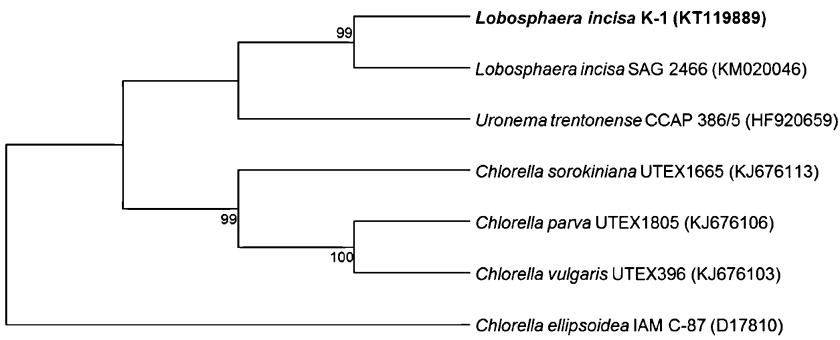 99
Lobosphaera incisa K-1 (KT119889)
Lobosphaera incisa SAG 2466 (KM020046)
Uronema trentonense CCAP 386/5 (HF920659)
Chlorella sorokiniana UTEX1665 (KJ676113)
99
Chlorella parva UTEX1805 (KJ676106)
100
Chlorella vulgaris UTEX396 (KJ676103)
Chlorella ellipsoidea IAM C-87 (D17810)